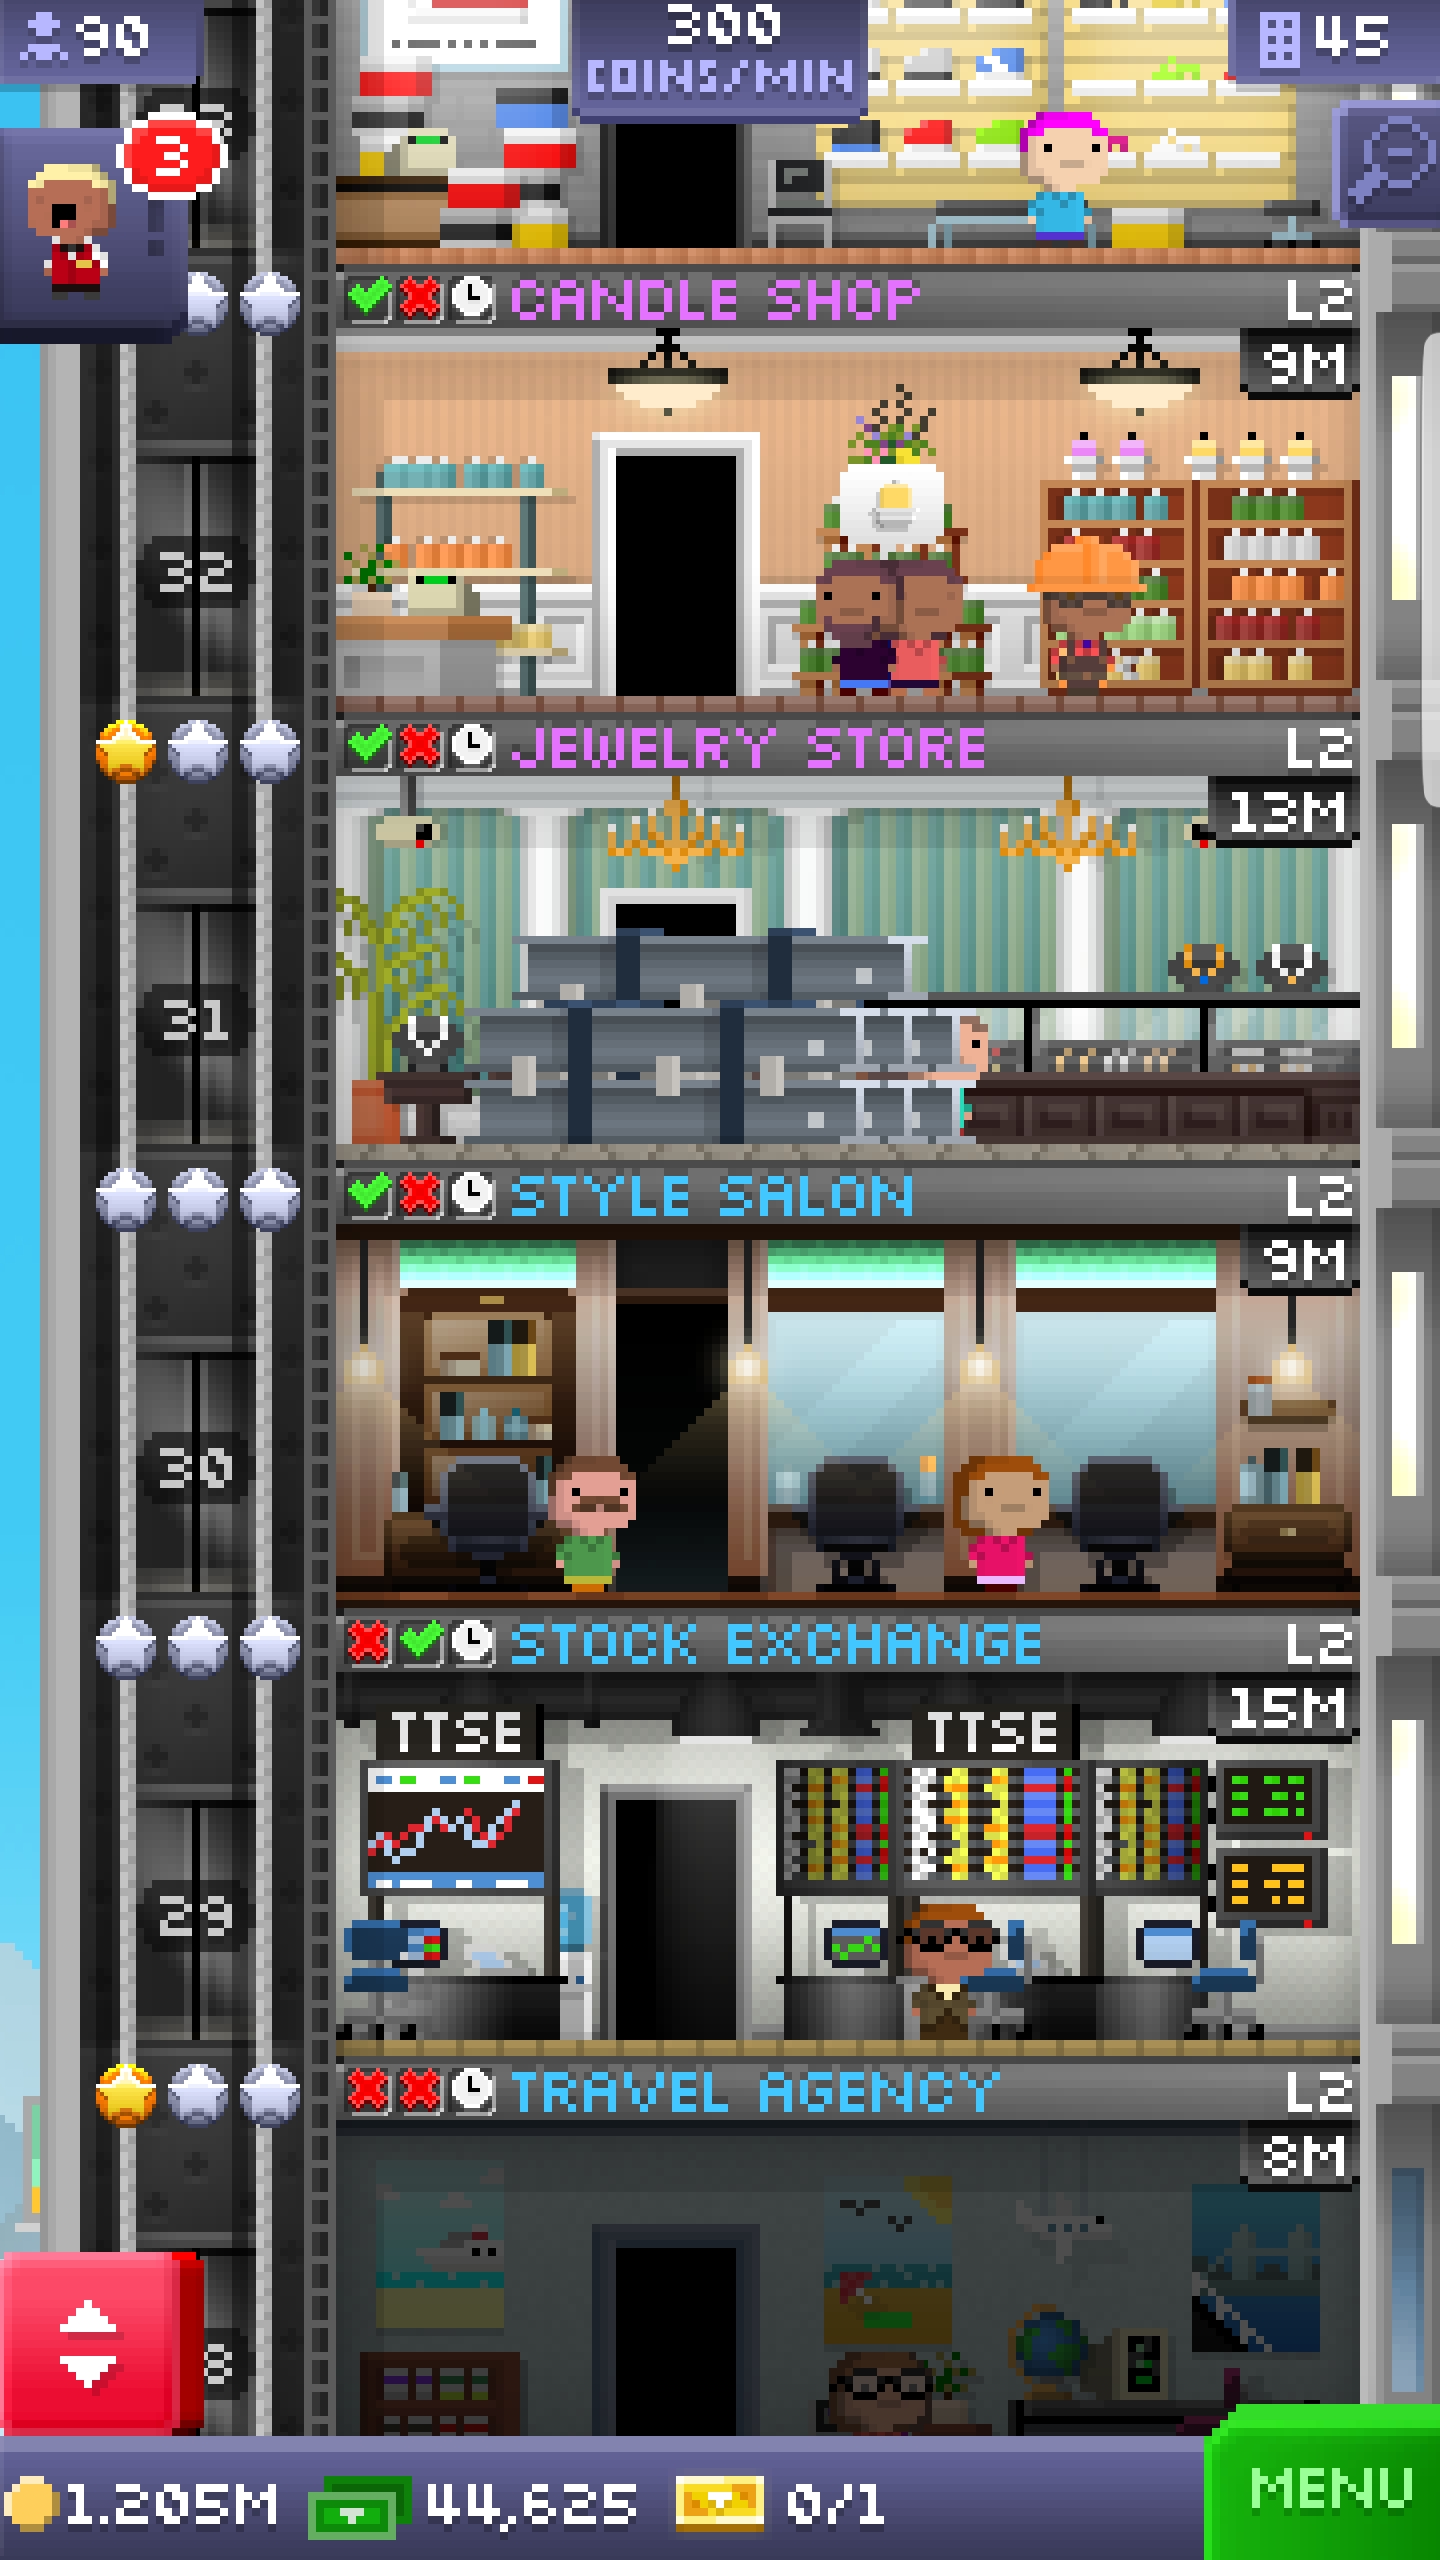 90
300
COINS/MIN
45
3
CANDLE SHOP
L2
9M
32
JEWELRY STORE
L2
13M
31
STYLE SALON
L2
9M
30
STOCK EXCHANGE
L2
15M
TTSE
TTSE
29
TRAVEL AGENCY
L2
8M
8
1.205M
44,625
0/1
MENU